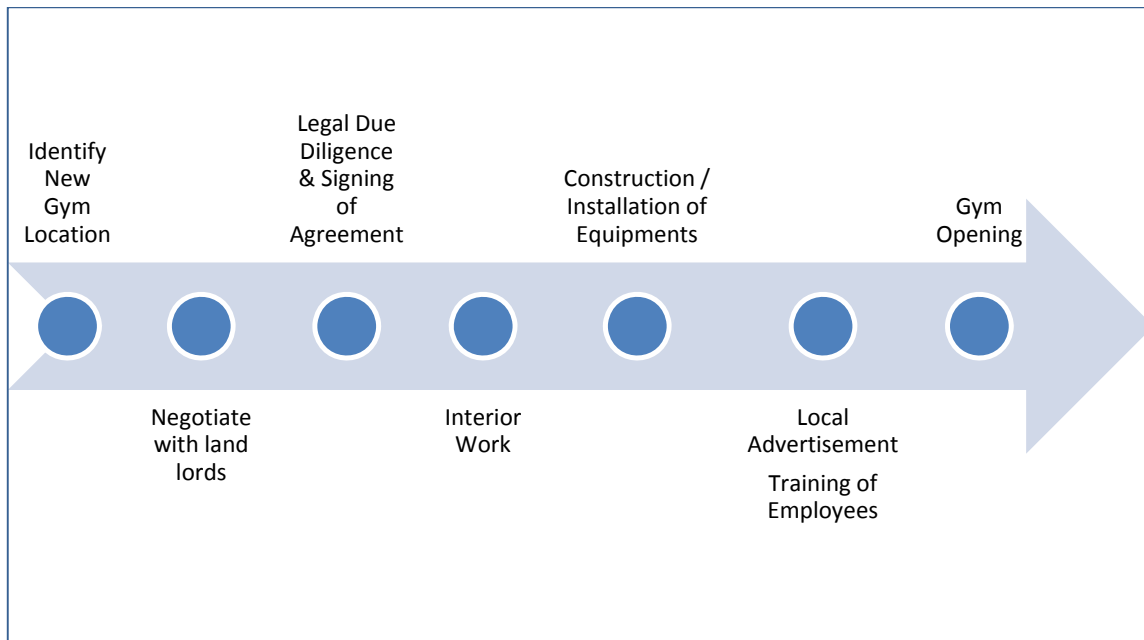 Identify
New
Gym
Location
Negotiate
with land
lords
Legal Due
Diligence
& Signing
of
Agreement
Interior
Work
Construction /
Installation of
Equipments
Local
Advertisement
Training of
Employees
Gym
Opening